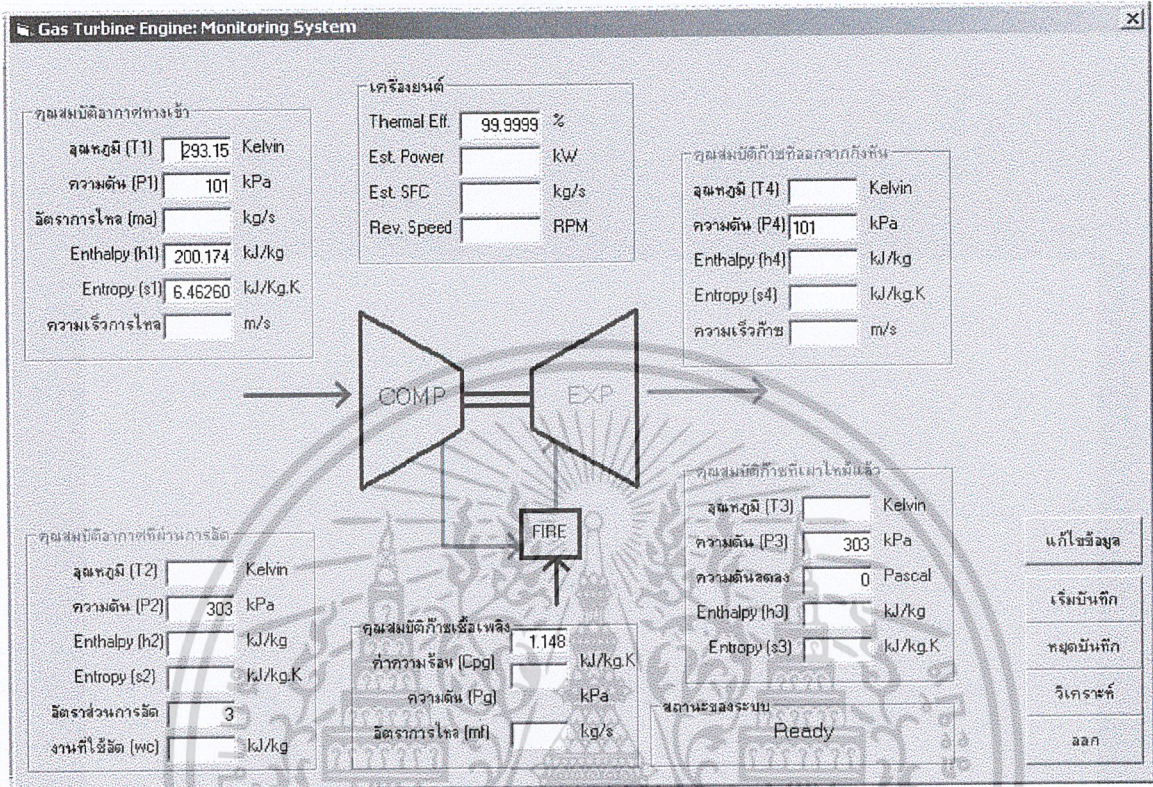 Gas Turbine Engine: Monitoring System
คุณสมบัติอากาศทางเข้า
อุณหภูมิ (T1) 293.15 Kelvin
ความดัน (P1) 101 kPa
อัตราการไหล (ma) kg/s
Enthalpy (h1) 200.174 kJ/kg
Entropy (s1) 6.46260 kJ/Kg.K
ความเร็วการไหล m/s
เครื่องยนต์
Thermal Eff. 99.9999 %
Est. Power kW
Est. SFC kg/s
Rev. Speed RPM
คุณสมบัติก๊าซที่ออกจากกังหัน
อุณหภูมิ (T4) Kelvin
ความดัน (P4) 101 kPa
Enthalpy (h4) kJ/kg
Entropy (s4) kJ/Kg.K
ความเร็วก๊าซ m/s
COMP
EXP
FIRE
คุณสมบัติอากาศที่ผ่านการอัด
อุณหภูมิ (T2) Kelvin
ความดัน (P2) 303 kPa
Enthalpy (h2) kJ/kg
Entropy (s2) kJ/kg.K
อัตราส่วนการอัด 3
งานที่ใช้อัด (wc) kJ/kg
คุณสมบัติก๊าซเชื้อเพลิง
1.148
ค่าความร้อน (Cpg) kJ/kg.K
ความดัน (Pg) kPa
อัตราการไหล (mf) kg/s
คุณสมบัติก๊าซที่เผาไหม้แล้ว
อุณหภูมิ (T3) Kelvin
ความดัน (P3) 303 kPa
ความดันลดลง 0 Pascal
Enthalpy (h3) kJ/kg
Entropy (s3) kJ/kg.K
สถานะของระบบ
Ready
แก้ไขข้อมูล
เริ่มบันทึก
หยุดบันทึก
วิเคราะห์
ออก